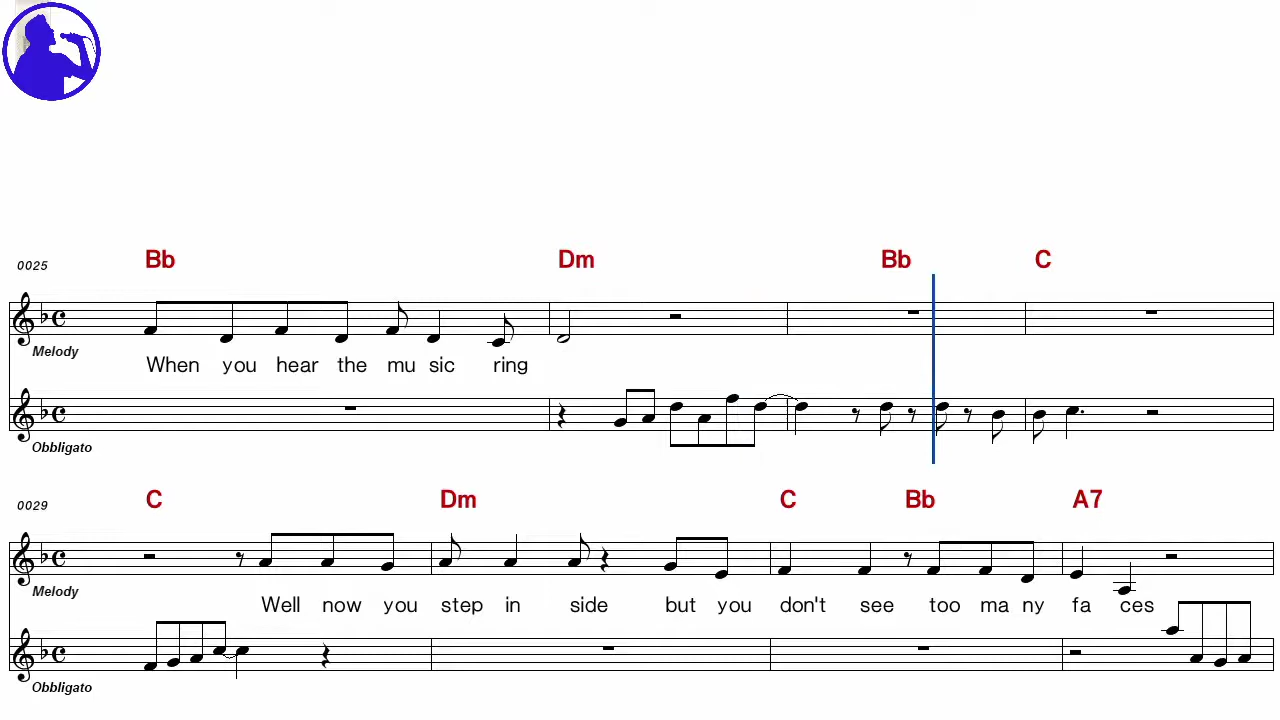 Bb Dm Bb C
0025
Melody
When you hear the mu sic ring
Obbligato
C Dm C Bb A7
0029
Melody
Well now you step in side but you don't see too ma ny fa ces
Obbligato